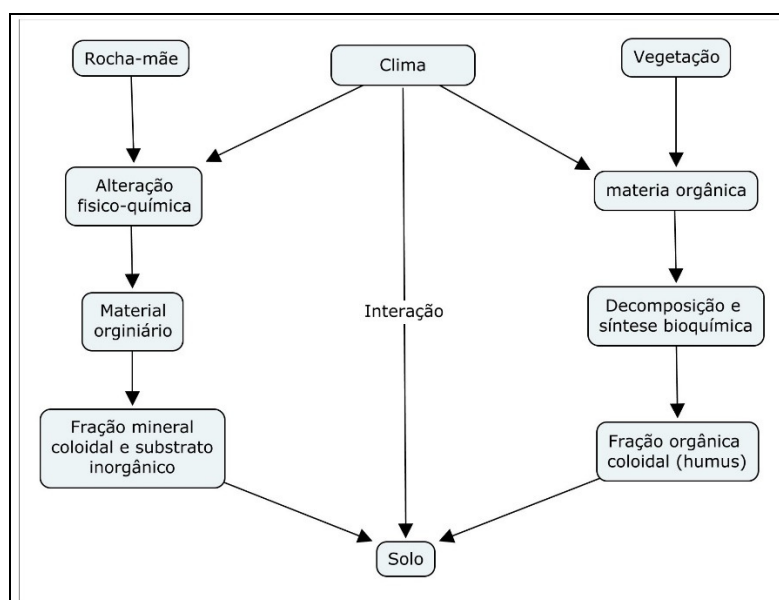 Rocha-mãe
Clima
Vegetação
Alteração
fisico-química
materia orgânica
Material
orginiário
Interação
Decomposição e
síntese bioquímica
Fração mineral
coloidal e substrato
inorgânico
Fração orgânica
coloidal (humus)
Solo